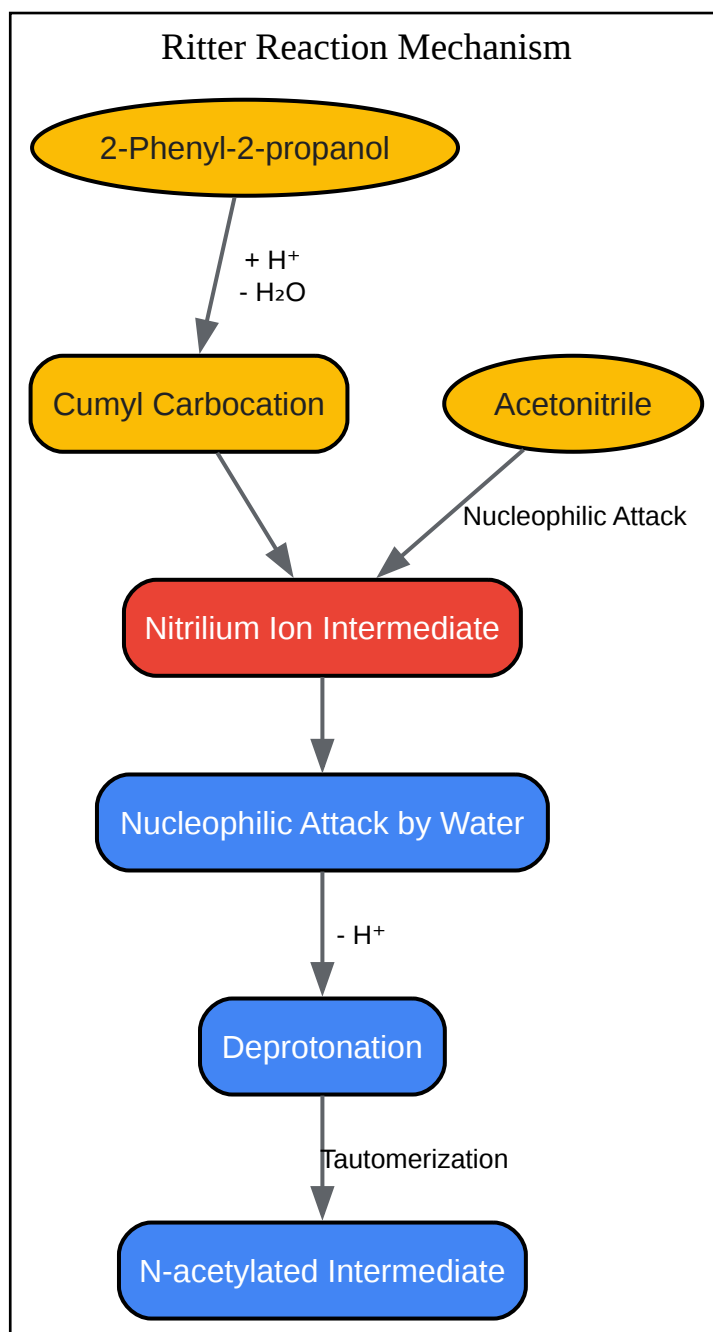 Ritter Reaction Mechanism
2-Phenyl-2-propanol
+ H⁺
- H₂O
Cumyl Carbocation
Acetonitrile
Nucleophilic Attack
Nitrilium Ion Intermediate
Nucleophilic Attack by Water
- H⁺
Deprotonation
Tautomerization
N-acetylated Intermediate